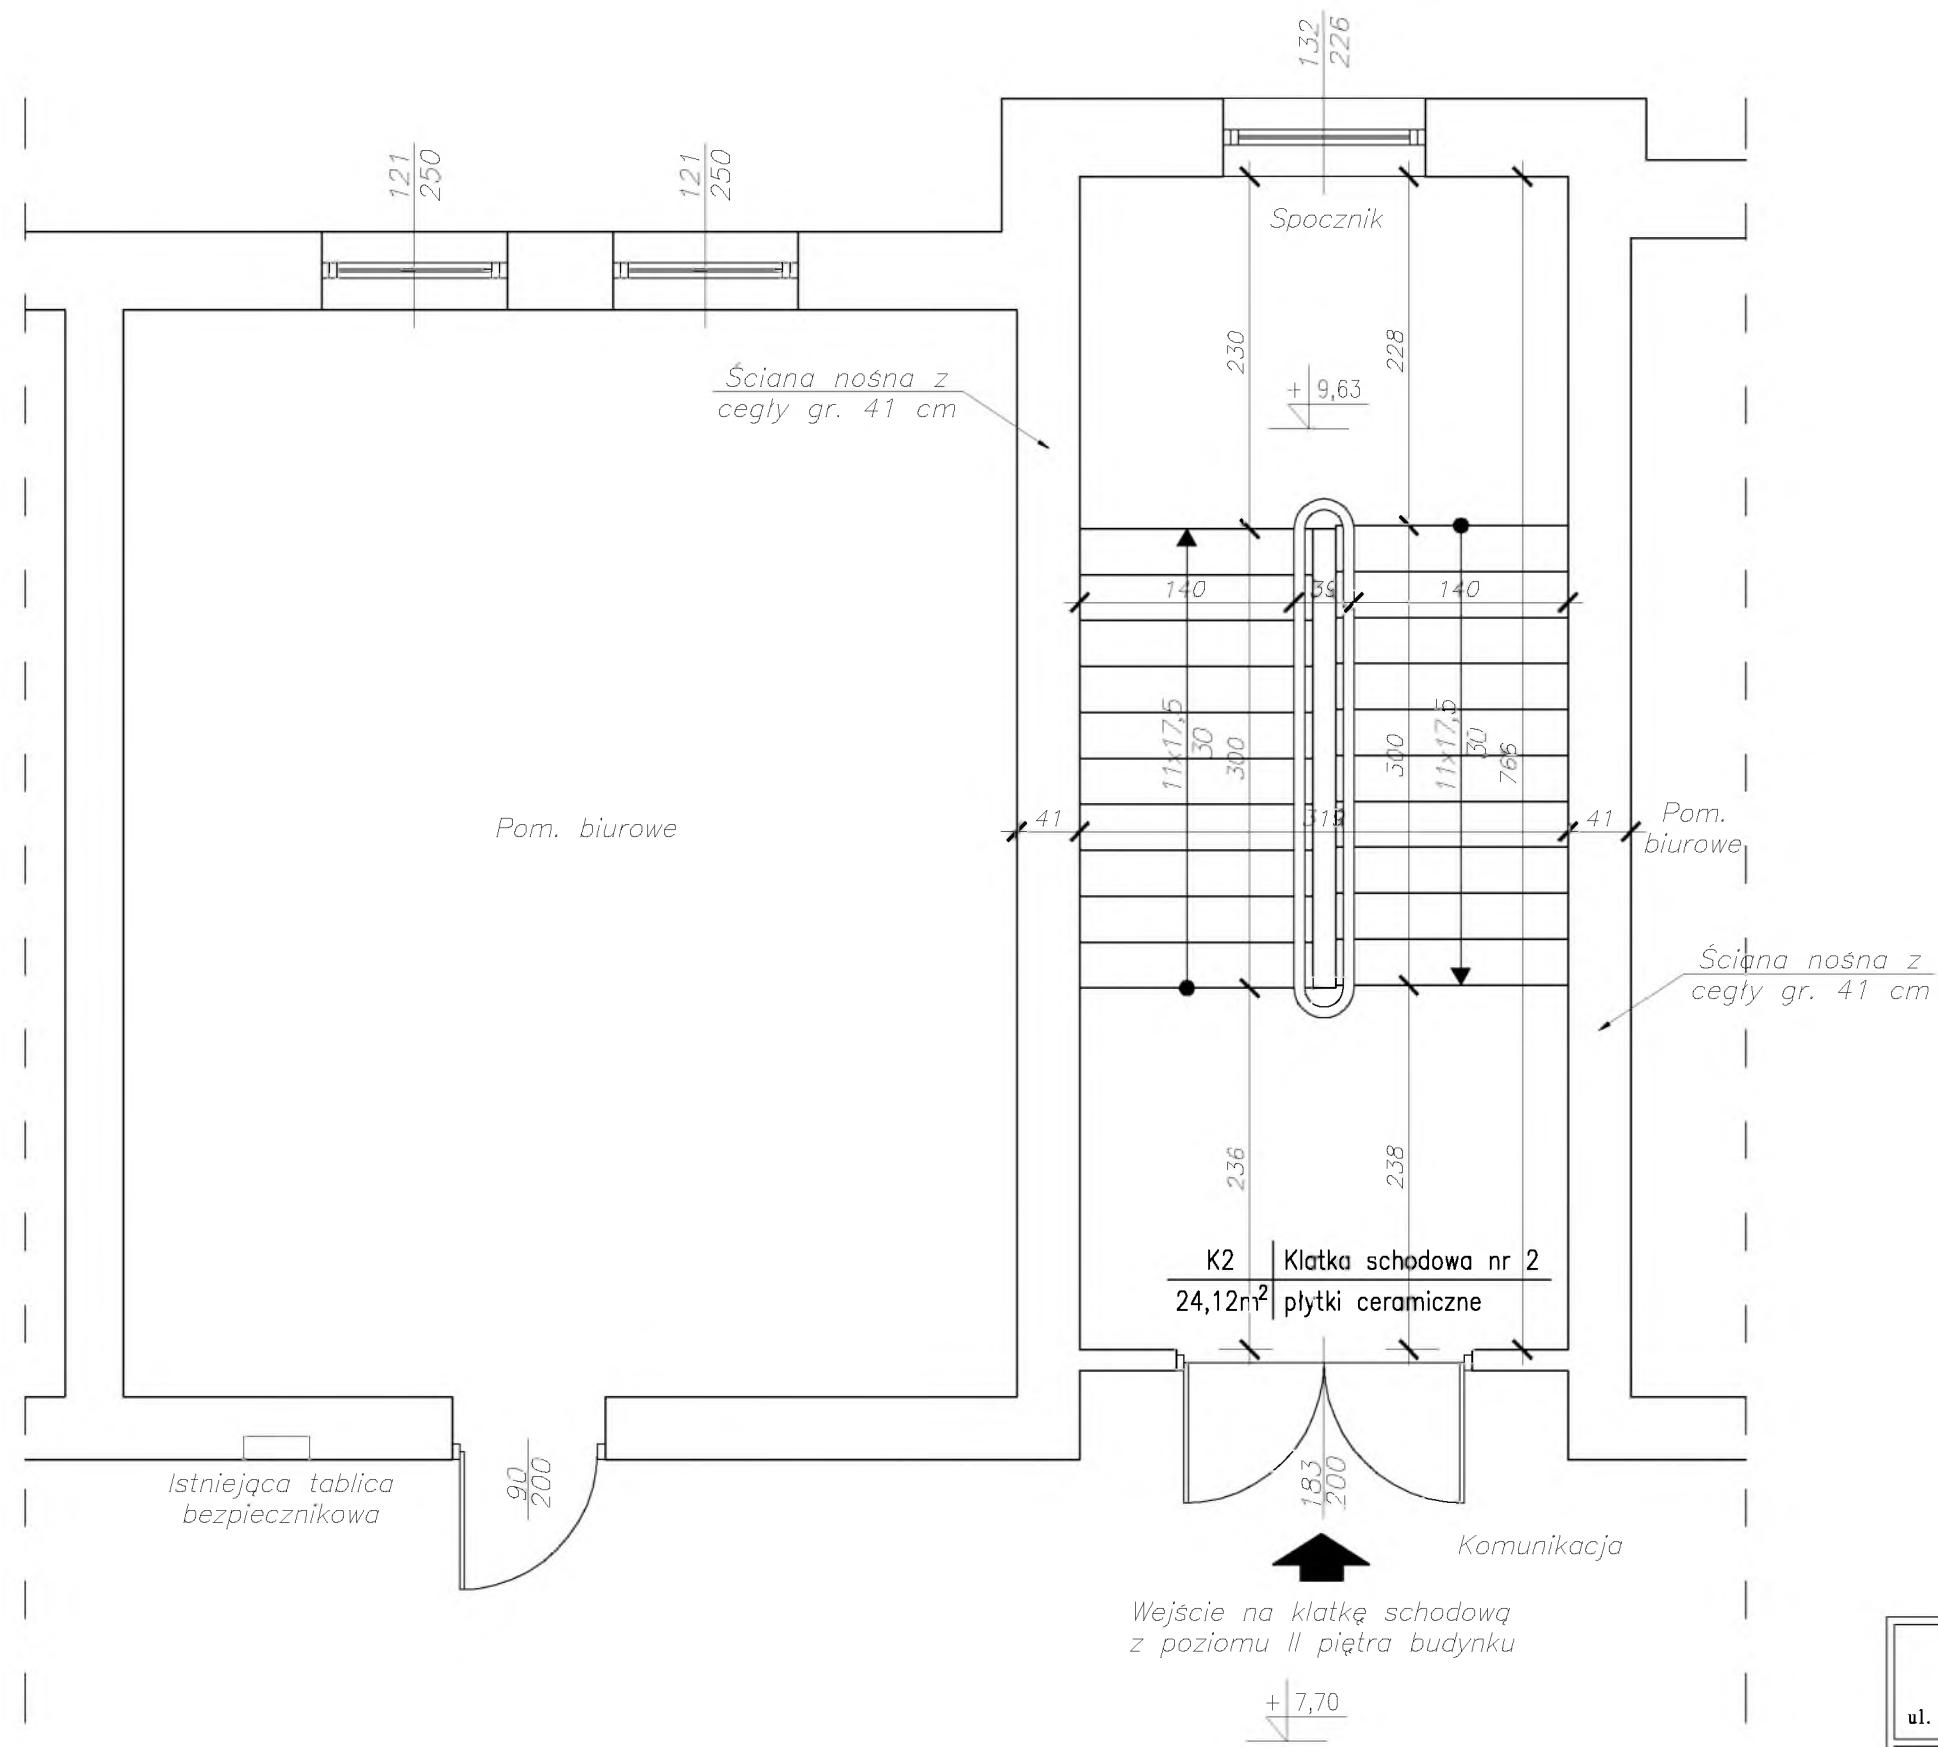 132
226
121
250
121
250
Spocznik
230
228
Ściana nośna z
cegły gr. 41 cm
+ 9,63
140
39
140
11x17,5
30
300
300
11x17,5
30
766
Pom. biurowe
41
319
41
Pom.
biurowe
Ściana nośna z
cegły gr. 41 cm
236
238
K2
Klatka schodowa nr 2
24,12m²
płytki ceramiczne
Istniejąca tablica
bezpiecznikowa
90
200
183
200
Komunikacja
Wejście na klatkę schodową
z poziomu II piętra budynku
+ 7,70
ul.